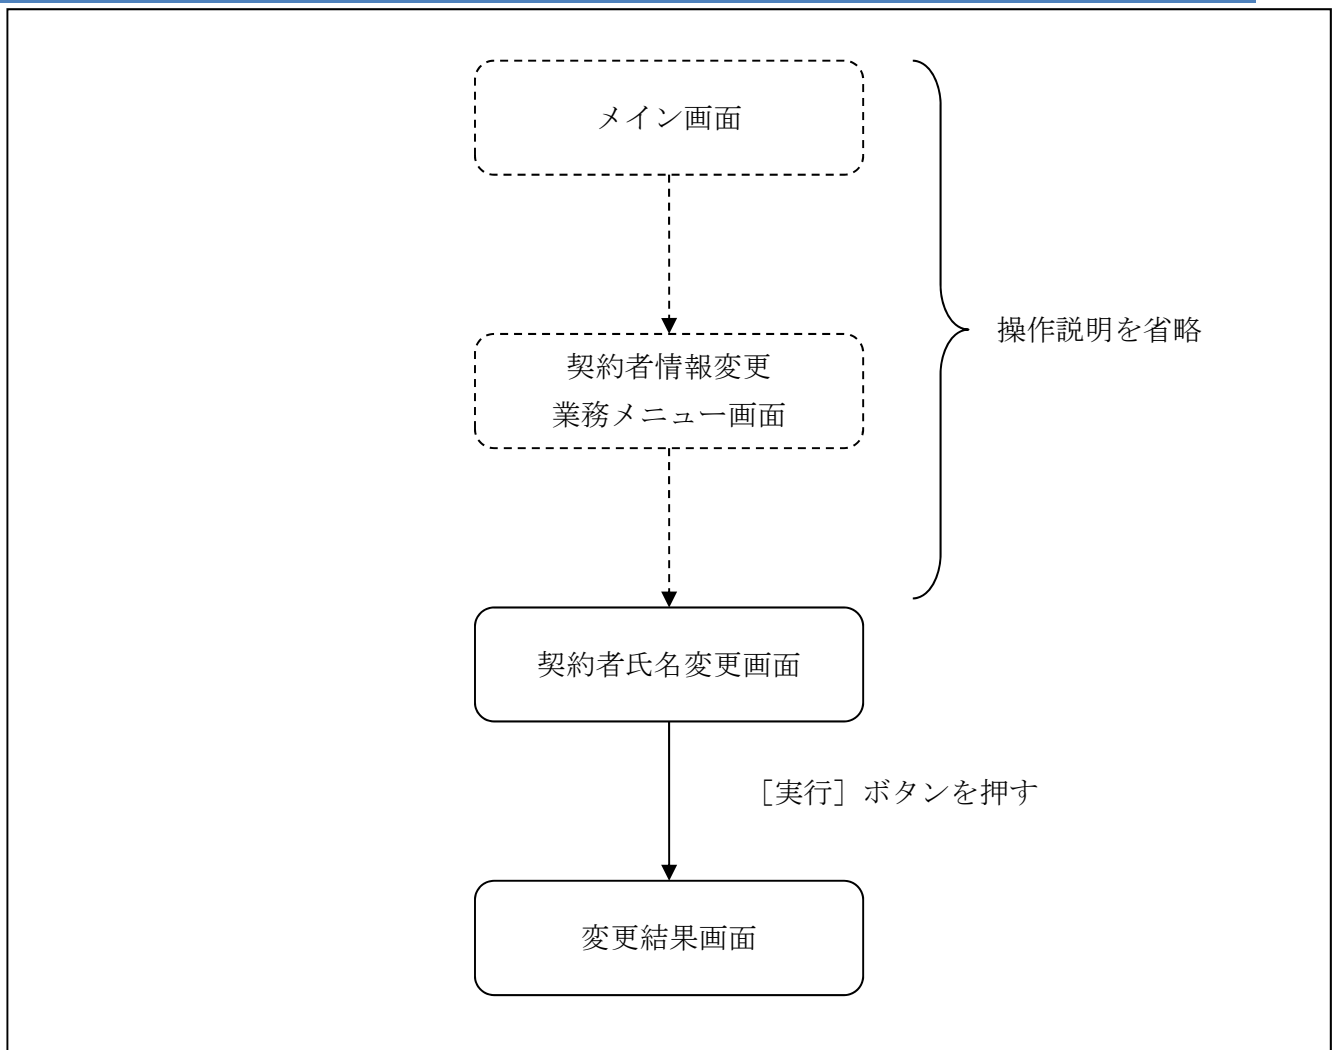 メイン画面
操作説明を省略
契約者情報変更
業務メニュー画面
契約者氏名変更画面
［実行］ボタンを押す
変更結果画面